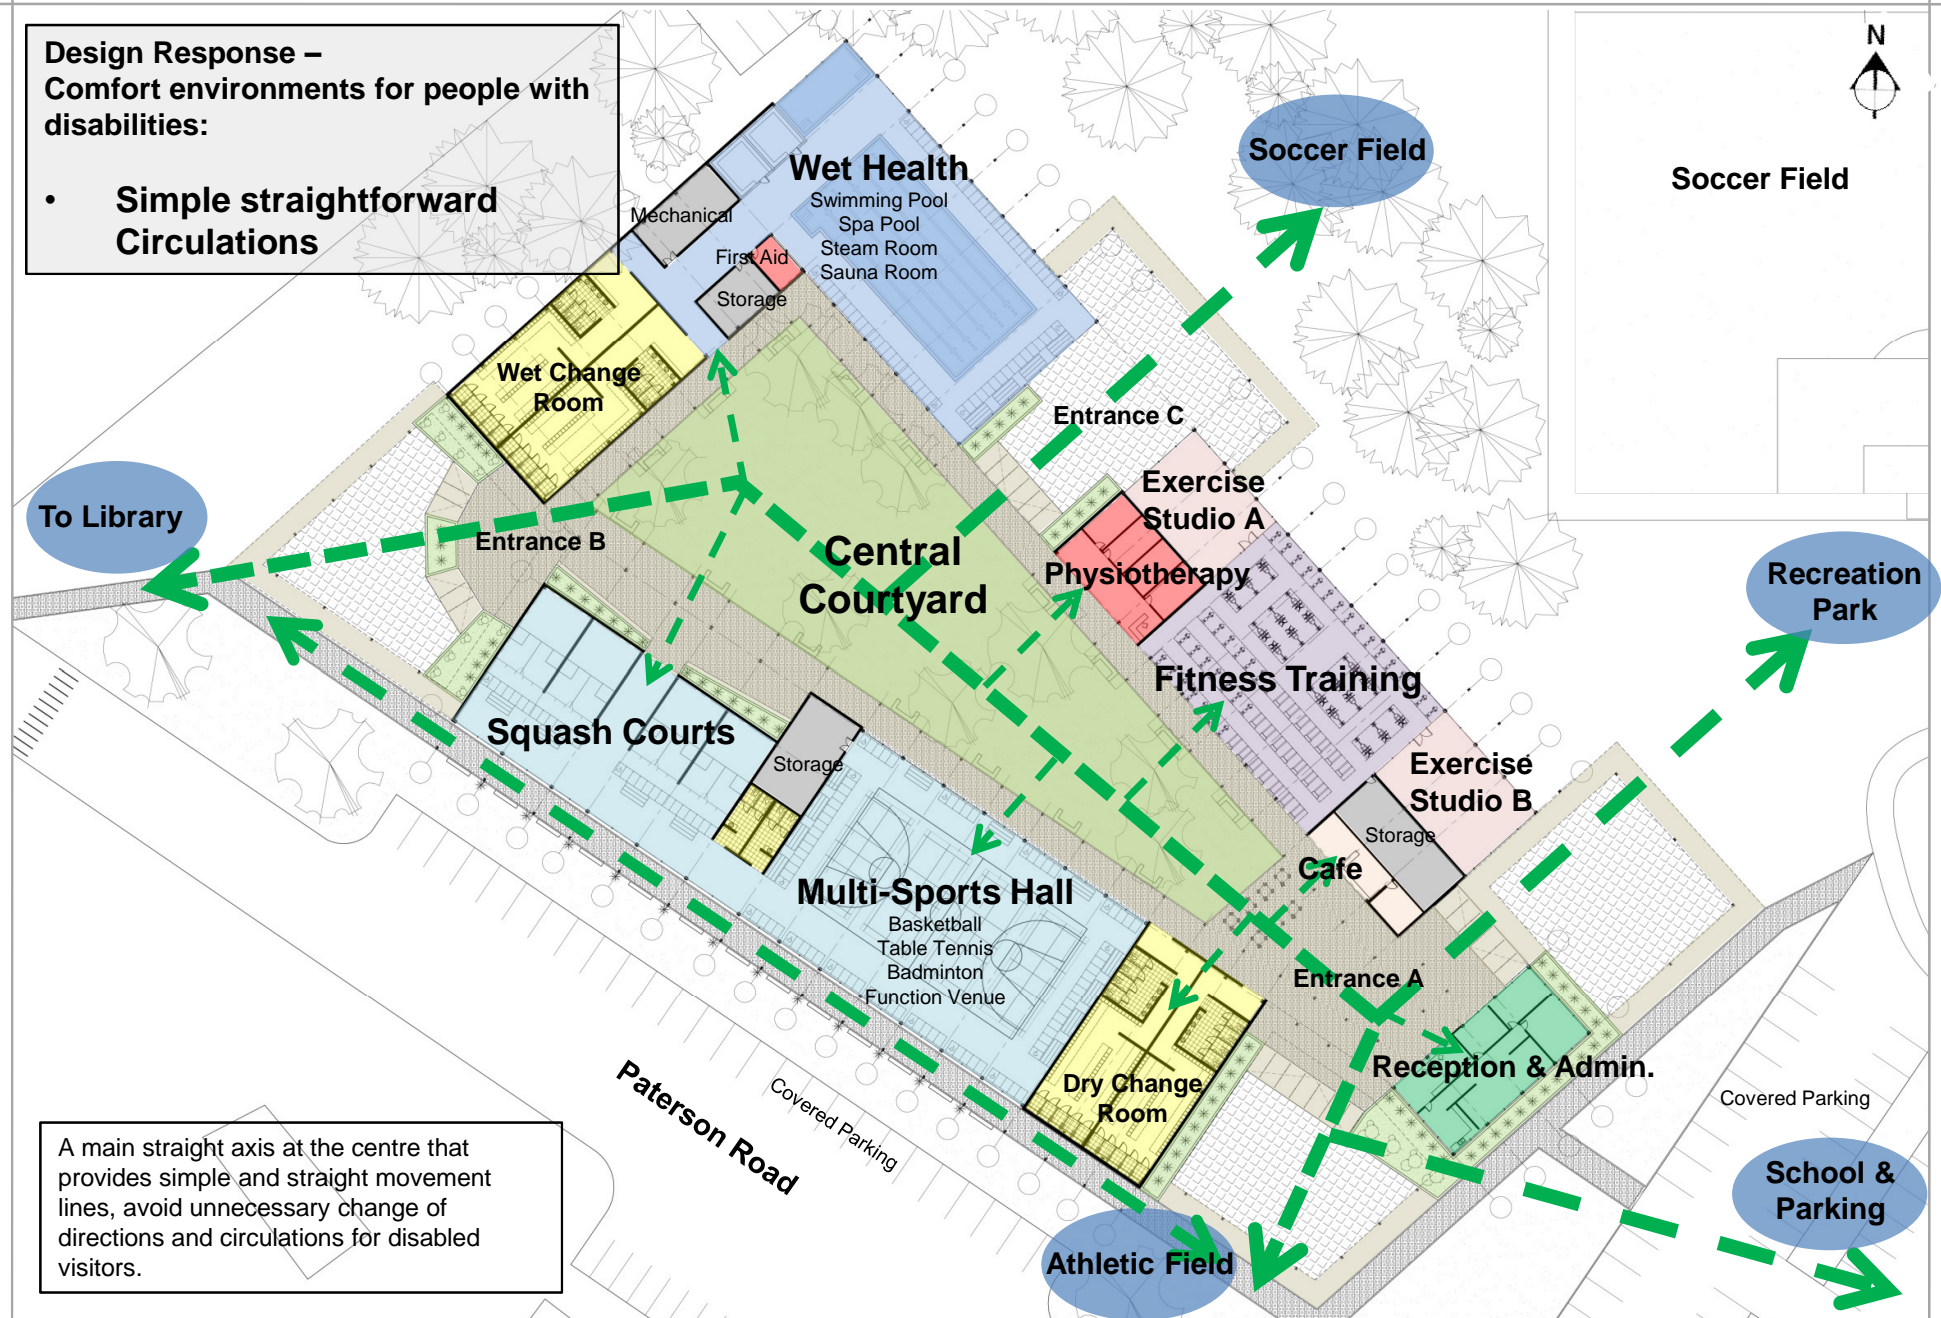 Design Response –
Comfort environments for people with
disabilities:
• Simple straightforward
Circulations
N
Soccer Field
Soccer Field
Wet Health
Swimming Pool
Spa Pool
Steam Room
Sauna Room
Mechanical
First Aid
Storage
Wet Change
Room
Entrance C
To Library
Entrance B
Central
Courtyard
Exercise
Studio A
Physiotherapy
Recreation
Park
Fitness Training
Squash Courts
Storage
Exercise
Studio B
Storage
Cafe
Multi-Sports Hall
Basketball
Table Tennis
Badminton
Function Venue
Entrance A
Reception & Admin.
Dry Change
Room
Paterson Road
Covered Parking
Covered Parking
School &
Parking
Athletic Field
A main straight axis at the centre that
provides simple and straight movement
lines, avoid unnecessary change of
directions and circulations for disabled
visitors.